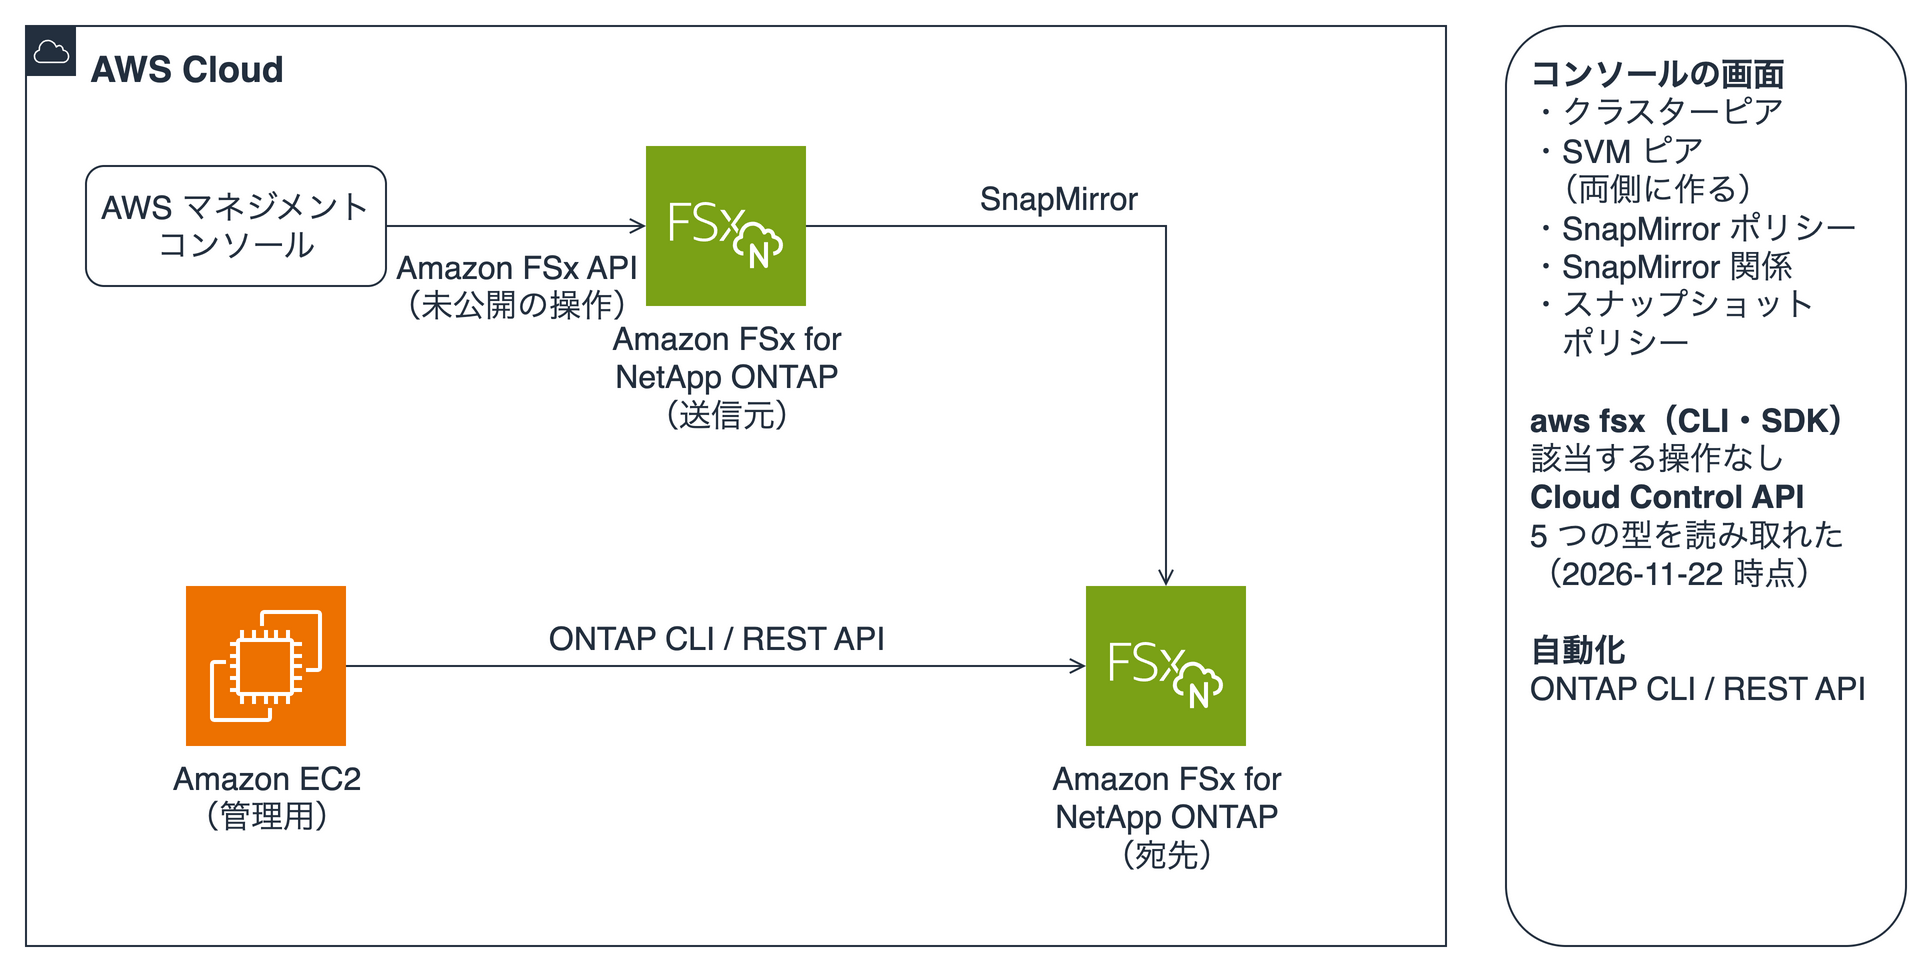 AWS Cloud
AWS マネジメント
コンソール
Amazon FSx API
（未公開の操作）
FSx
N
Amazon FSx for
NetApp ONTAP
（送信元）
SnapMirror
Amazon EC2
（管理用）
ONTAP CLI / REST API
FSx
N
Amazon FSx for
NetApp ONTAP
（宛先）
コンソールの画面
・クラスターピア
・SVM ピア
（両側に作る）
・SnapMirror ポリシー
・SnapMirror 関係
・スナップショット
ポリシー
aws fsx（CLI・SDK）
該当する操作なし
Cloud Control API
5 つの型を読み取れた
（2026-11-22 時点）
自動化
ONTAP CLI / REST API